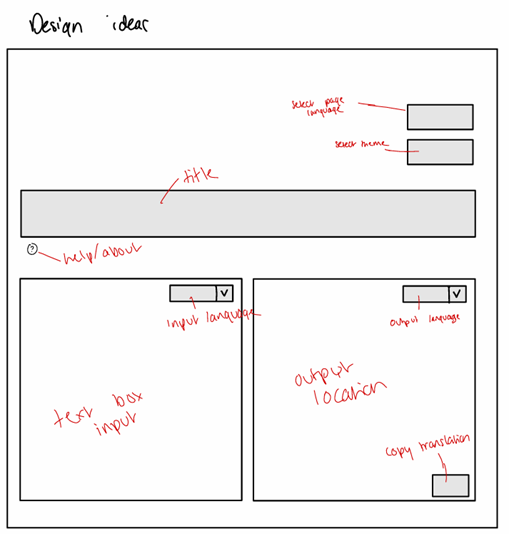 Design ideas
select page
language
select theme
title
?
help/about
input language
output language
text box
input
output
location
copy translation